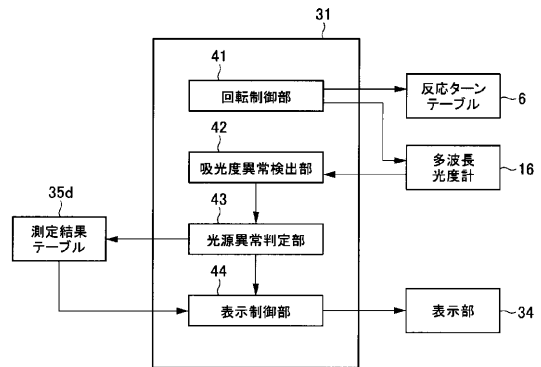 31
41
回転制御部
反応ターン
テーブル
6
42
吸光度異常検出部
多波長
光度計
16
35d
測定結果
テーブル
43
光源異常判定部
44
表示制御部
表示部
34